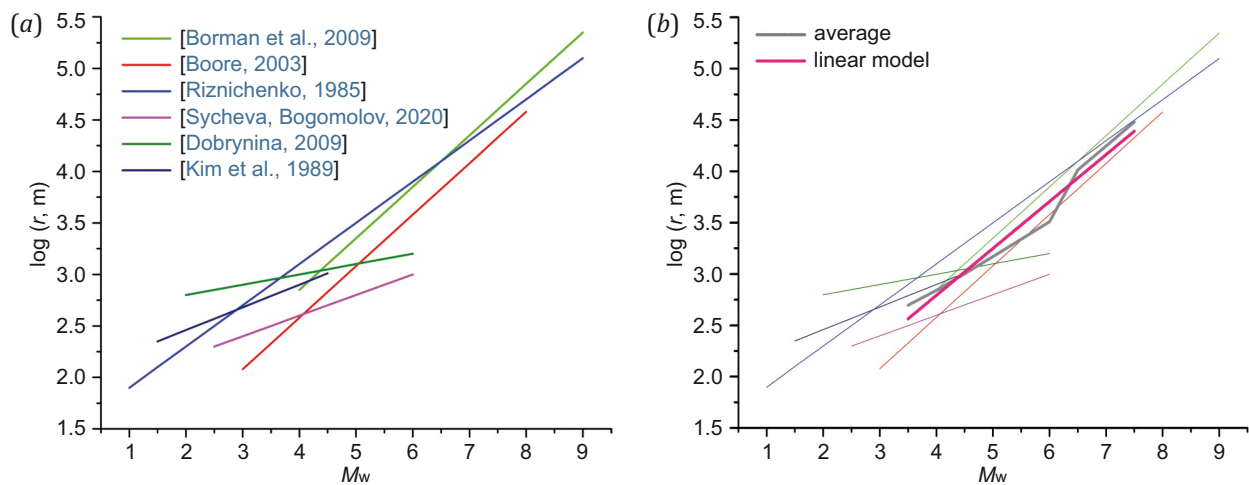 (a)
5.5
5.0
4.5
4.0
3.5
3.0
2.5
2.0
1.5
log (r, m)
[Borman et al., 2009]
[Boore, 2003]
[Riznichenko, 1985]
[Sycheva, Bogomolov, 2020]
[Dobrynina, 2009]
[Kim et al., 1989]
1 2 3 4 5 6 7 8 9
Mw
(b)
5.5
5.0
4.5
4.0
3.5
3.0
2.5
2.0
1.5
log (r, m)
average
linear model
1 2 3 4 5 6 7 8 9
Mw